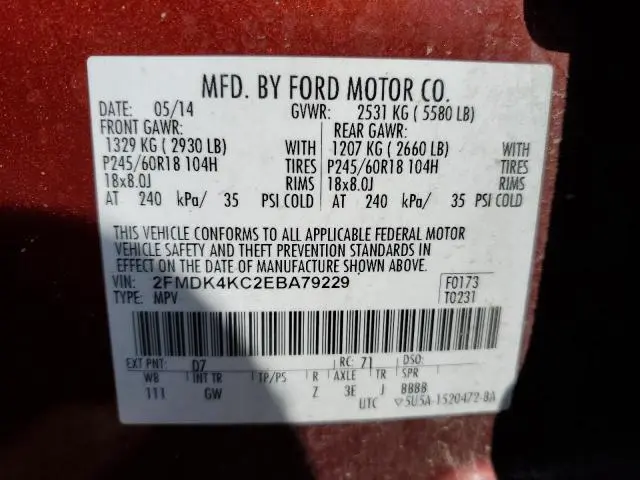 MFD. BY FORD MOTOR CO.
DATE: 05/14 GVWR: 2531 KG ( 5580 LB)
FRONT GAWR: REAR GAWR:
1329 KG ( 2930 LB) WITH 1207 KG ( 2660 LB) WITH
P245/60R18 104H TIRES P245/60R18 104H TIRES
18x8.0J RIMS 18x8.0J RIMS
AT 240 kPa/ 35 PSI COLD AT 240 kPa/ 35 PSI COLD
THIS VEHICLE CONFORMS TO ALL APPLICABLE FEDERAL MOTOR
VEHICLE SAFETY AND THEFT PREVENTION STANDARDS IN
EFFECT ON THE DATE OF MANUFACTURE SHOWN ABOVE.
VIN: 2FMDK4KC2EBA79229 F0173
TYPE: MPV T0231
EXT PNT: D7 RC: 71 DSO:
WB INT TR TP/PS R AXLE TR SPR
111 GW Z 3E J BBBB
UTC ▽5U5A-1520472-BA